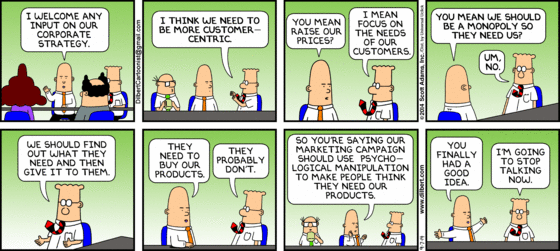 I WELCOME ANY
INPUT ON OUR
CORPORATE
STRATEGY.
DilbertCartoonist@gmail.com
I THINK WE NEED TO
BE MORE CUSTOMER-
CENTRIC.
YOU MEAN
RAISE OUR
PRICES?
I MEAN
FOCUS ON
THE NEEDS
OF OUR
CUSTOMERS.
YOU MEAN WE SHOULD
BE A MONOPOLY SO
THEY NEED US?
UM,
NO.
©2014 Scott Adams, Inc.
WE SHOULD FIND
OUT WHAT THEY
NEED AND THEN
GIVE IT TO THEM.
THEY
NEED TO
BUY OUR
PRODUCTS.
THEY
PROBABLY
DON'T.
SO YOU'RE SAYING OUR
MARKETING CAMPAIGN
SHOULD USE PSYCHO-
LOGICAL MANIPULATION
TO MAKE PEOPLE THINK
THEY NEED OUR
PRODUCTS.
www.dilbert.com
YOU
FINALLY
HAD A
GOOD
IDEA.
I'M GOING
TO STOP
TALKING
NOW.